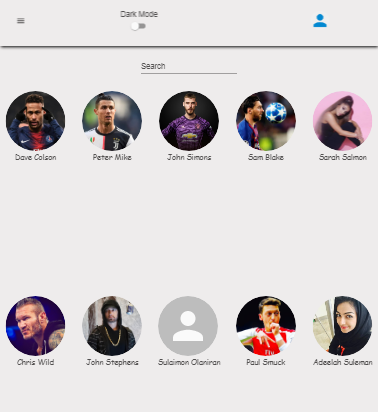 Dark Mode
Search
Dave Colson
Peter Mike
John Simons
Sam Blake
Sarah Salmon
Chris Wild
John Stephens
Sulaimon Olaniran
Paul Smuck
Adeelah Suleman